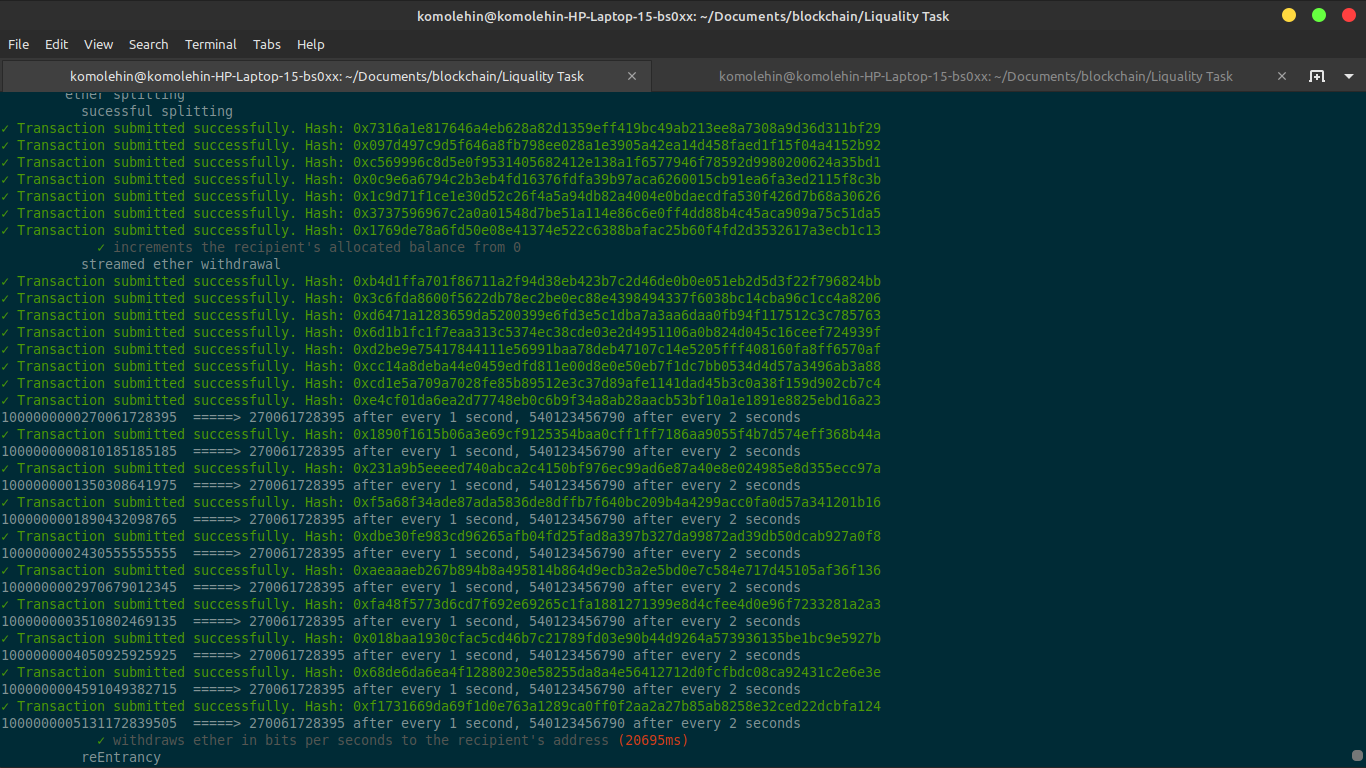 komolehin@komolehin-HP-Laptop-15-bs0xx: ~/Documents/blockchain/Liquality Task
File Edit View Search Terminal Tabs Help
komolehin@komolehin-HP-Laptop-15-bs0xx: ~/Documents/blockchain/Liquality Task × komolehin@komolehin-HP-Laptop-15-bs0xx: ~/Documents/blockchain/Liquality Task ×
ether splitting
sucessful splitting
✓ Transaction submitted successfully. Hash: 0x7316a1e817646a4eb628a82d1359eff419bc49ab213ee8a7308a9d36d311bf29
✓ Transaction submitted successfully. Hash: 0x097d497c9d5f646a8fb798ee028a1e3905a42ea14d458faed1f15f04a4152b92
✓ Transaction submitted successfully. Hash: 0xc569996c8d5e0f9531405682412e138a1f6577946f78592d9980200624a35bd1
✓ Transaction submitted successfully. Hash: 0x0c9e6a6794c2b3eb4fd16376fdfa39b97aca6260015cb91ea6fa3ed2115f8c3b
✓ Transaction submitted successfully. Hash: 0x1c9d71f1ce1e30d52c26f4a5a94db82a4004e0bdaecdfa530f426d7b68a30626
✓ Transaction submitted successfully. Hash: 0x3737596967c2a0a01548d7be51a114e86c6e0ff4dd88b4c45aca909a75c51da5
✓ Transaction submitted successfully. Hash: 0x1769de78a6fd50e08e41374e522c6388bafac25b60f4fd2d3532617a3ecb1c13
✓ increments the recipient's allocated balance from 0
streamed ether withdrawal
✓ Transaction submitted successfully. Hash: 0xb4d1ffa701f86711a2f94d38eb423b7c2d46de0b0e051eb2d5d3f22f796824bb
✓ Transaction submitted successfully. Hash: 0x3c6fda8600f5622db78ec2be0ec88e4398494337f6038bc14cba96c1cc4a8206
✓ Transaction submitted successfully. Hash: 0xd6471a1283659da5200399e6fd3e5c1dba7a3aa6daa0fb94f117512c3c785763
✓ Transaction submitted successfully. Hash: 0x6d1b1fc1f7eaa313c5374ec38cde03e2d4951106a0b824d045c16ceef724939f
✓ Transaction submitted successfully. Hash: 0xd2be9e75417844111e56991baa78deb47107c14e5205fff408160fa8ff6570af
✓ Transaction submitted successfully. Hash: 0xcc14a8deba44e0459edfd811e00d8e0e50eb7f1dc7bb0534d4d57a3496ab3a88
✓ Transaction submitted successfully. Hash: 0xcd1e5a709a7028fe85b89512e3c37d89afe1141dad45b3c0a38f159d902cb7c4
✓ Transaction submitted successfully. Hash: 0xe4cf01da6ea2d77748eb0c6b9f34a8ab28aacb53bf10a1e1891e8825ebd16a23
1000000000270061728395 =====> 270061728395 after every 1 second, 540123456790 after every 2 seconds
✓ Transaction submitted successfully. Hash: 0x1890f1615b06a3e69cf9125354baa0cff1ff7186aa9055f4b7d574eff368b44a
1000000000810185185185 =====> 270061728395 after every 1 second, 540123456790 after every 2 seconds
✓ Transaction submitted successfully. Hash: 0x231a9b5eeeed740abca2c4150bf976ec99ad6e87a40e8e024985e8d355ecc97a
1000000001350308641975 =====> 270061728395 after every 1 second, 540123456790 after every 2 seconds
✓ Transaction submitted successfully. Hash: 0xf5a68f34ade87ada5836de8dffb7f640bc209b4a4299acc0fa0d57a341201b16
1000000001890432098765 =====> 270061728395 after every 1 second, 540123456790 after every 2 seconds
✓ Transaction submitted successfully. Hash: 0xdbe30fe983cd96265afb04fd25fad8a397b327da99872ad39db50dcab927a0f8
1000000002430555555555 =====> 270061728395 after every 1 second, 540123456790 after every 2 seconds
✓ Transaction submitted successfully. Hash: 0xaeaaaeb267b894b8a495814b864d9ecb3a2e5bd0e7c584e717d45105af36f136
1000000002970679012345 =====> 270061728395 after every 1 second, 540123456790 after every 2 seconds
✓ Transaction submitted successfully. Hash: 0xfa48f5773d6cd7f692e69265c1fa1881271399e8d4cfee4d0e96f7233281a2a3
1000000003510802469135 =====> 270061728395 after every 1 second, 540123456790 after every 2 seconds
✓ Transaction submitted successfully. Hash: 0x018baa1930cfac5cd46b7c21789fd03e90b44d9264a573936135be1bc9e5927b
1000000004050925925925 =====> 270061728395 after every 1 second, 540123456790 after every 2 seconds
✓ Transaction submitted successfully. Hash: 0x68de6da6ea4f12880230e58255da8a4e56412712d0fcfbdc08ca92431c2e6e3e
1000000004591049382715 =====> 270061728395 after every 1 second, 540123456790 after every 2 seconds
✓ Transaction submitted successfully. Hash: 0xf1731669da69f1d0e763a1289ca0ff0f2aa2a27b85ab8258e32ced22dcbfa124
1000000005131172839505 =====> 270061728395 after every 1 second, 540123456790 after every 2 seconds
✓ withdraws ether in bits per seconds to the recipient's address (20695ms)
reEntrancy